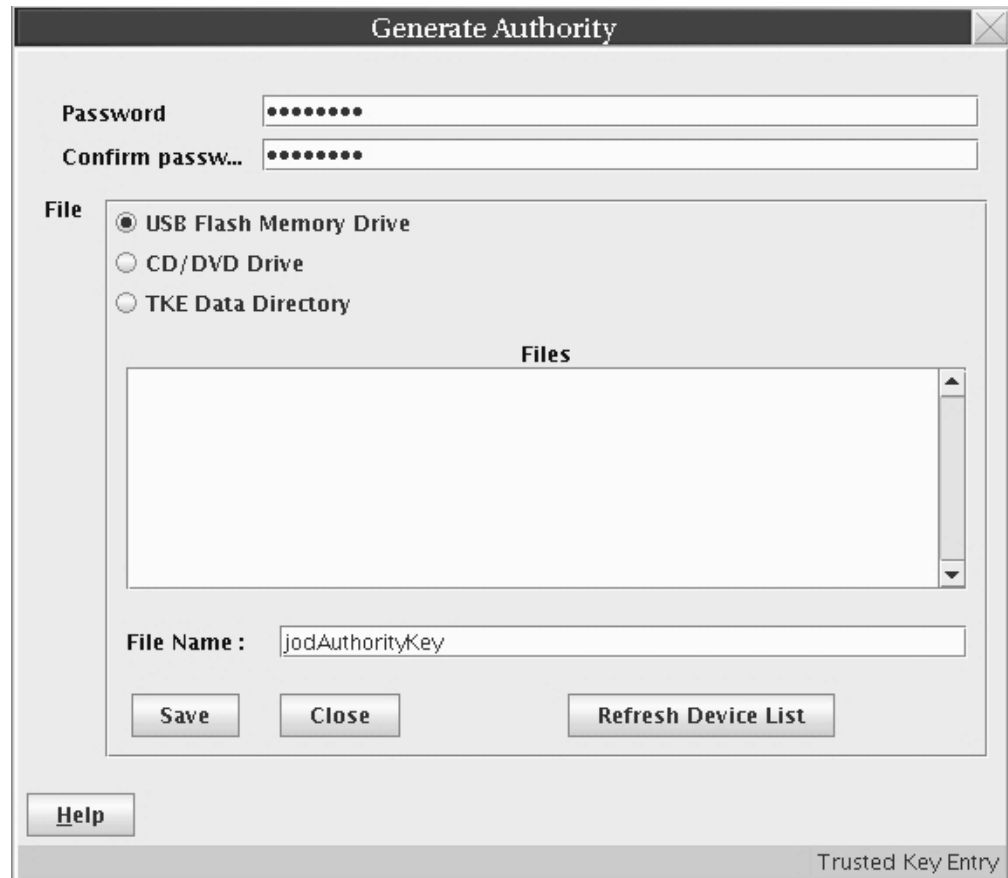 Generate Authority
Password ••••••••
Confirm passw... ••••••••
File
USB Flash Memory Drive
CD/DVD Drive
TKE Data Directory
Files
File Name : jodAuthorityKey
Save Close Refresh Device List
Help
Trusted Key Entry